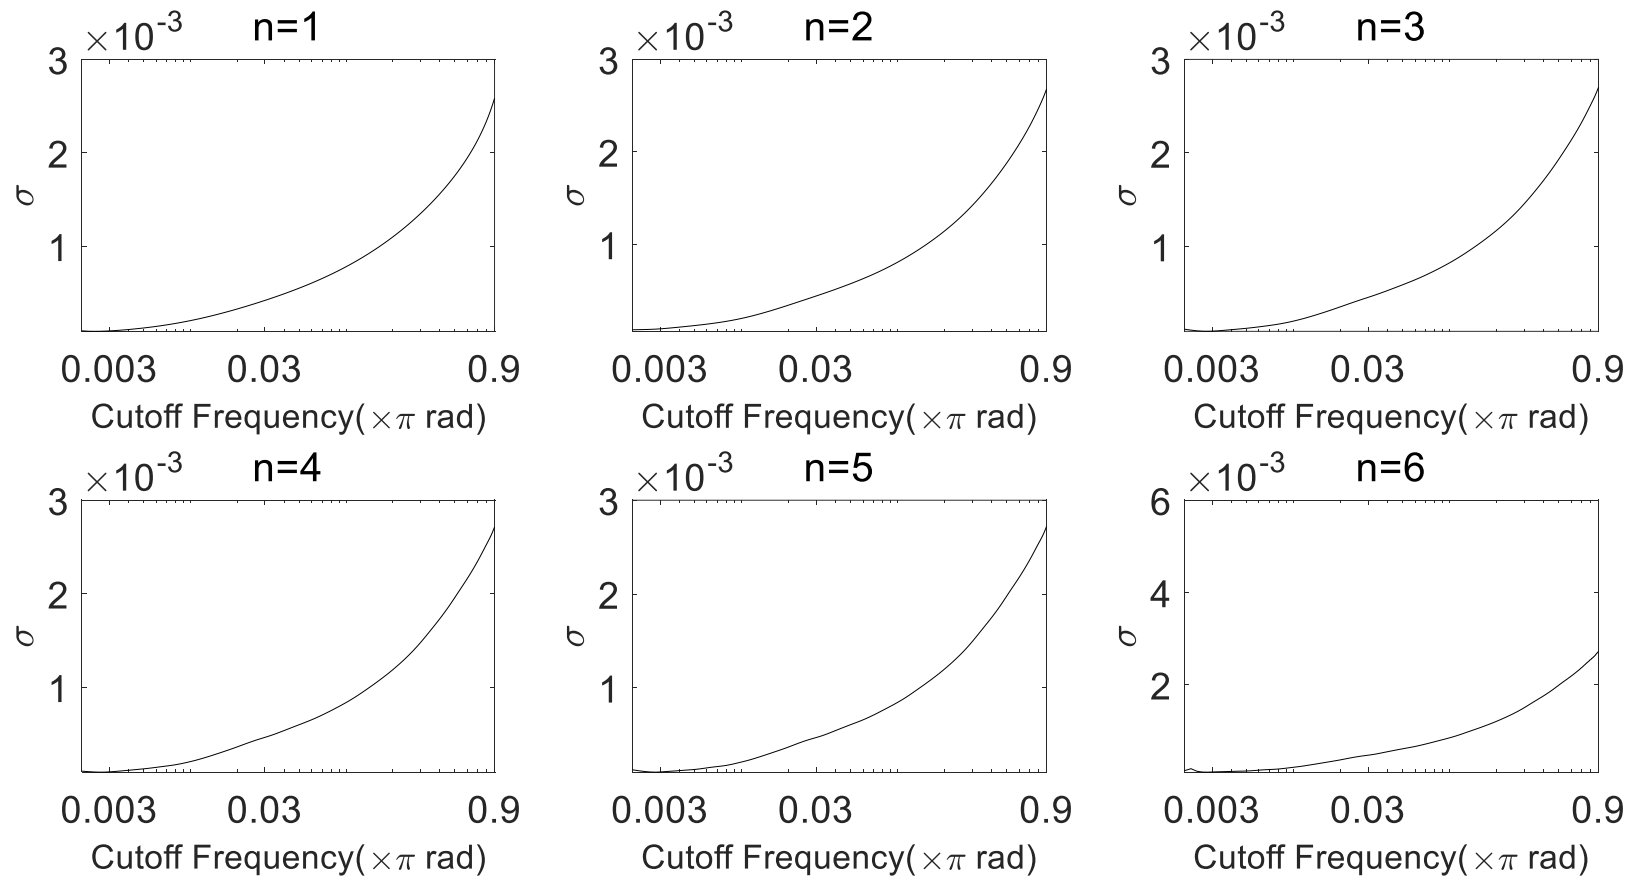 ×10⁻³ n=1
3
2
1
σ
0.003 0.03 0.9
Cutoff Frequency(×π rad)
×10⁻³ n=2
3
2
1
σ
0.003 0.03 0.9
Cutoff Frequency(×π rad)
×10⁻³ n=3
3
2
1
σ
0.003 0.03 0.9
Cutoff Frequency(×π rad)
×10⁻³ n=4
3
2
1
σ
0.003 0.03 0.9
Cutoff Frequency(×π rad)
×10⁻³ n=5
3
2
1
σ
0.003 0.03 0.9
Cutoff Frequency(×π rad)
×10⁻³ n=6
6
4
2
σ
0.003 0.03 0.9
Cutoff Frequency(×π rad)